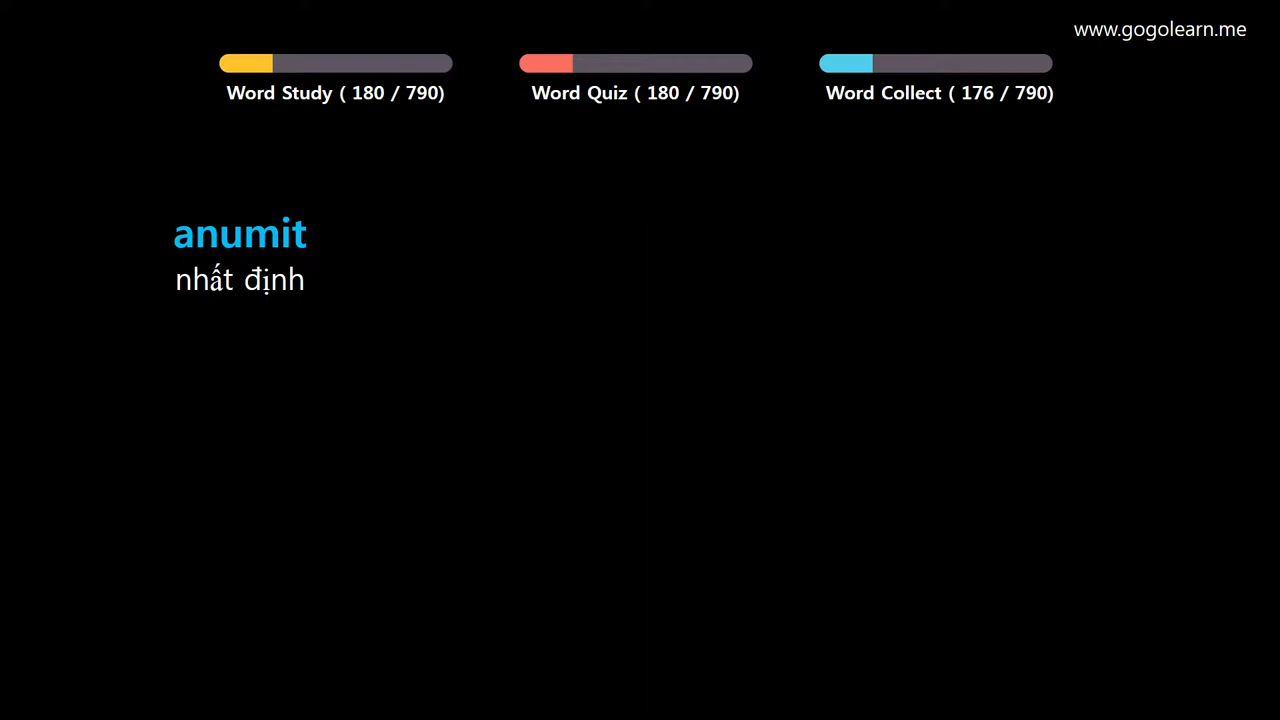 www.gogolearn.me
Word Study ( 180 / 790)
Word Quiz ( 180 / 790)
Word Collect ( 176 / 790)
anumit
nhất định